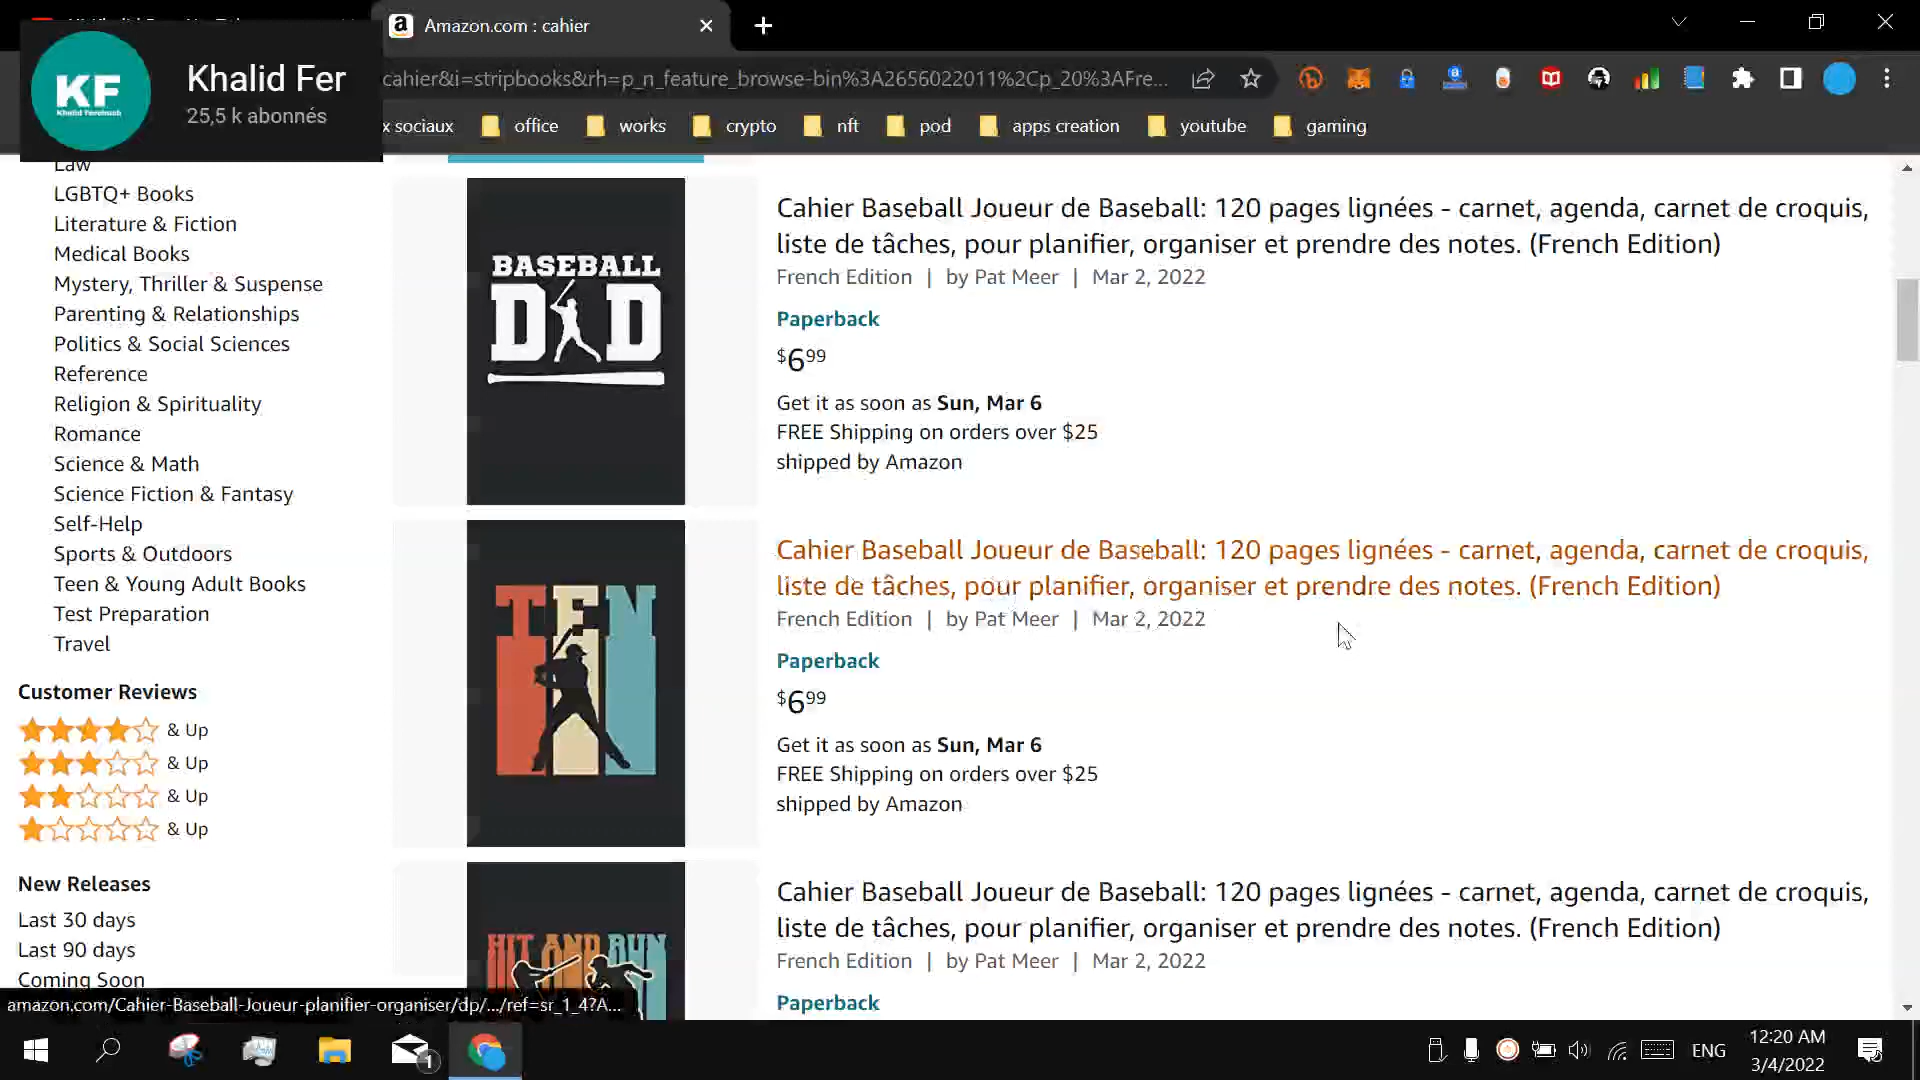 Amazon.com : cahier
KF
Khalid Ferehouh
Khalid Fer
25,5 k abonnés
cahier&i=stripbooks&rh=p_n_feature_browse-bin%3A2656022011%2Cp_20%3AFre...
x sociaux
office
works
crypto
nft
pod
apps creation
youtube
gaming
Law
LGBTQ+ Books
Literature & Fiction
Medical Books
Mystery, Thriller & Suspense
Parenting & Relationships
Politics & Social Sciences
Reference
Religion & Spirituality
Romance
Science & Math
Science Fiction & Fantasy
Self-Help
Sports & Outdoors
Teen & Young Adult Books
Test Preparation
Travel
Customer Reviews
& Up
& Up
& Up
& Up
New Releases
Last 30 days
Last 90 days
Coming Soon
BASEBALL
DAD
Cahier Baseball Joueur de Baseball: 120 pages lignées - carnet, agenda, carnet de croquis,
liste de tâches, pour planifier, organiser et prendre des notes. (French Edition)
French Edition | by Pat Meer | Mar 2, 2022
Paperback
$699
Get it as soon as Sun, Mar 6
FREE Shipping on orders over $25
shipped by Amazon
TEN
Cahier Baseball Joueur de Baseball: 120 pages lignées - carnet, agenda, carnet de croquis,
liste de tâches, pour planifier, organiser et prendre des notes. (French Edition)
French Edition | by Pat Meer | Mar 2, 2022
Paperback
$699
Get it as soon as Sun, Mar 6
FREE Shipping on orders over $25
shipped by Amazon
HIT AND RUN
Cahier Baseball Joueur de Baseball: 120 pages lignées - carnet, agenda, carnet de croquis,
liste de tâches, pour planifier, organiser et prendre des notes. (French Edition)
French Edition | by Pat Meer | Mar 2, 2022
Paperback
amazon.com/Cahier-Baseball-Joueur-planifier-organiser/dp/.../ref=sr_1_4?A...
1
ENG
12:20 AM
3/4/2022